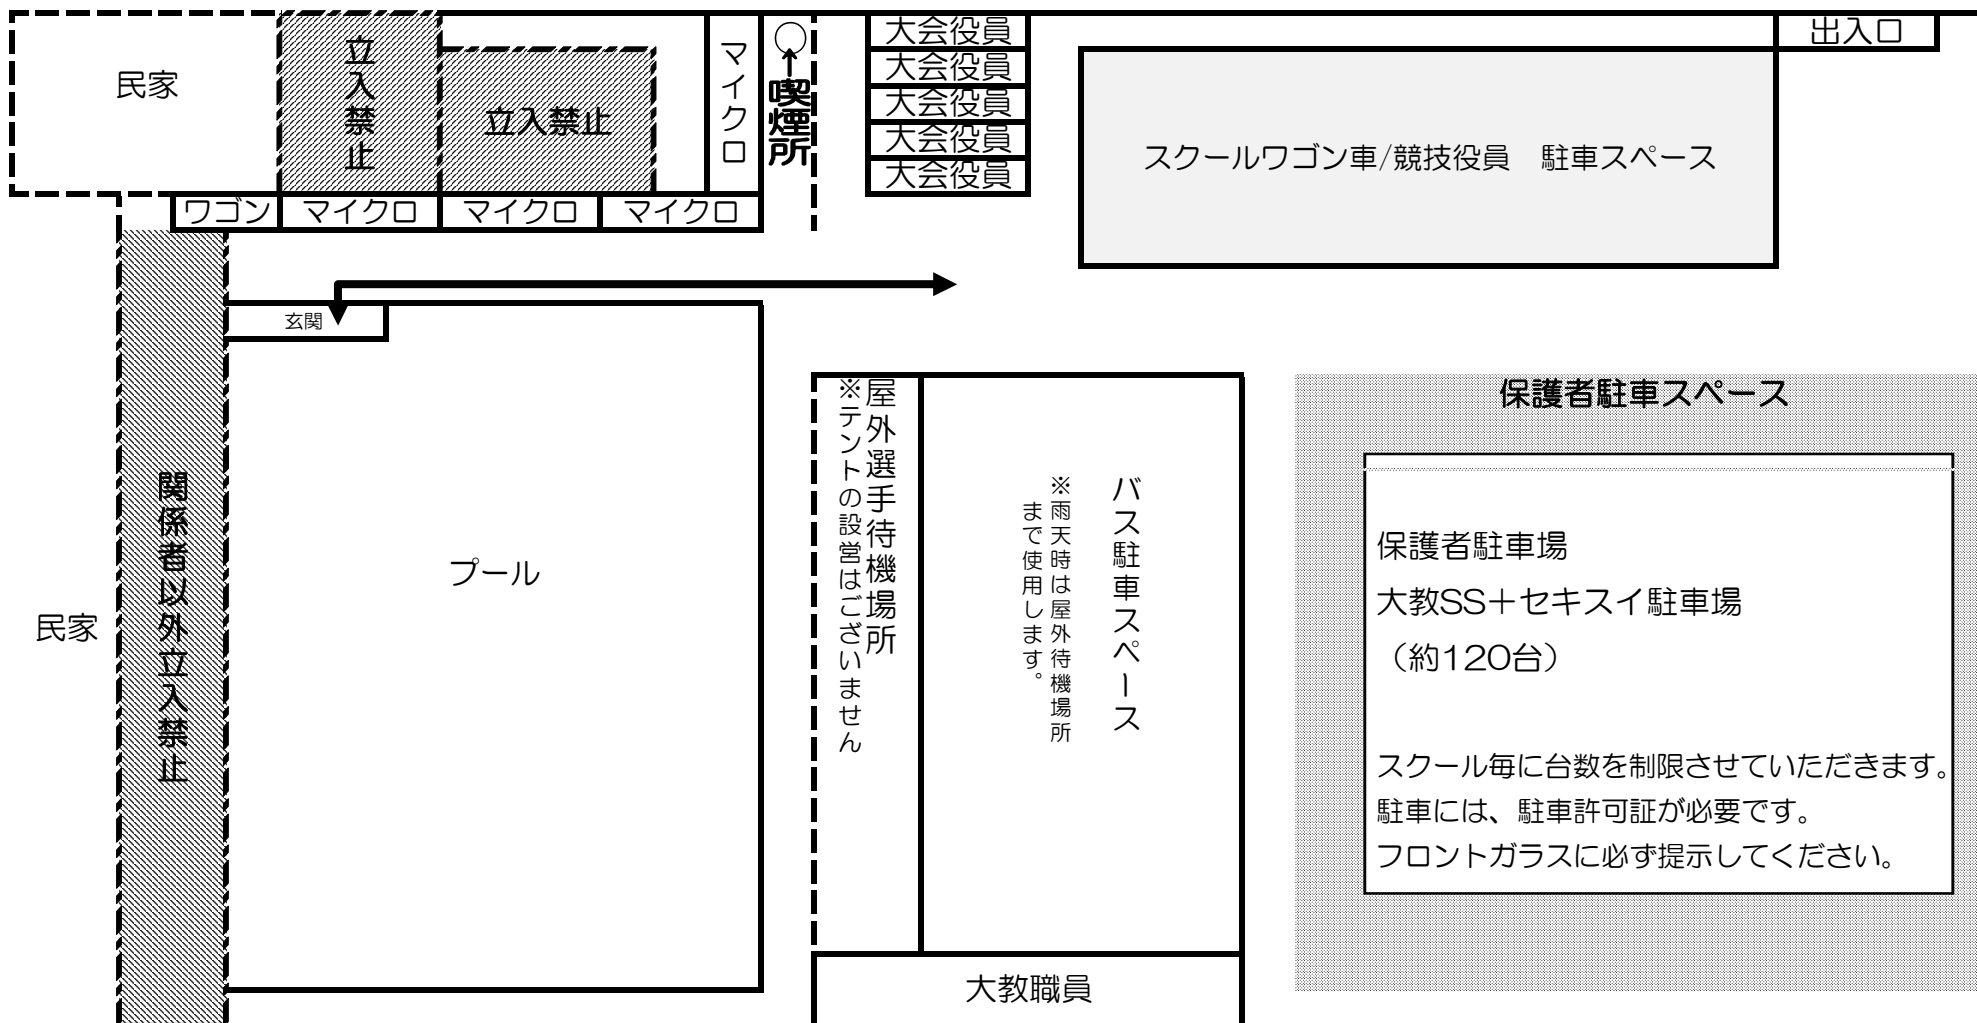 大会役員
出入口
大会役員
大会役員
大会役員
大会役員
民家
立入禁止
立入禁止
マイクロ
喫煙所
スクールワゴン車/競技役員　駐車スペース
ワゴン
マイクロ
マイクロ
マイクロ
玄関
関係者以外立入禁止
民家
プール
屋外選手待機場所
※テントの設営はございません
バス駐車スペース
※雨天時は屋外待機場所
まで使用します。
大教職員
保護者駐車スペース
保護者駐車場
大教SS＋セキスイ駐車場
（約120台）
スクール毎に台数を制限させていただきます。
駐車には、駐車許可証が必要です。
フロントガラスに必ず提示してください。